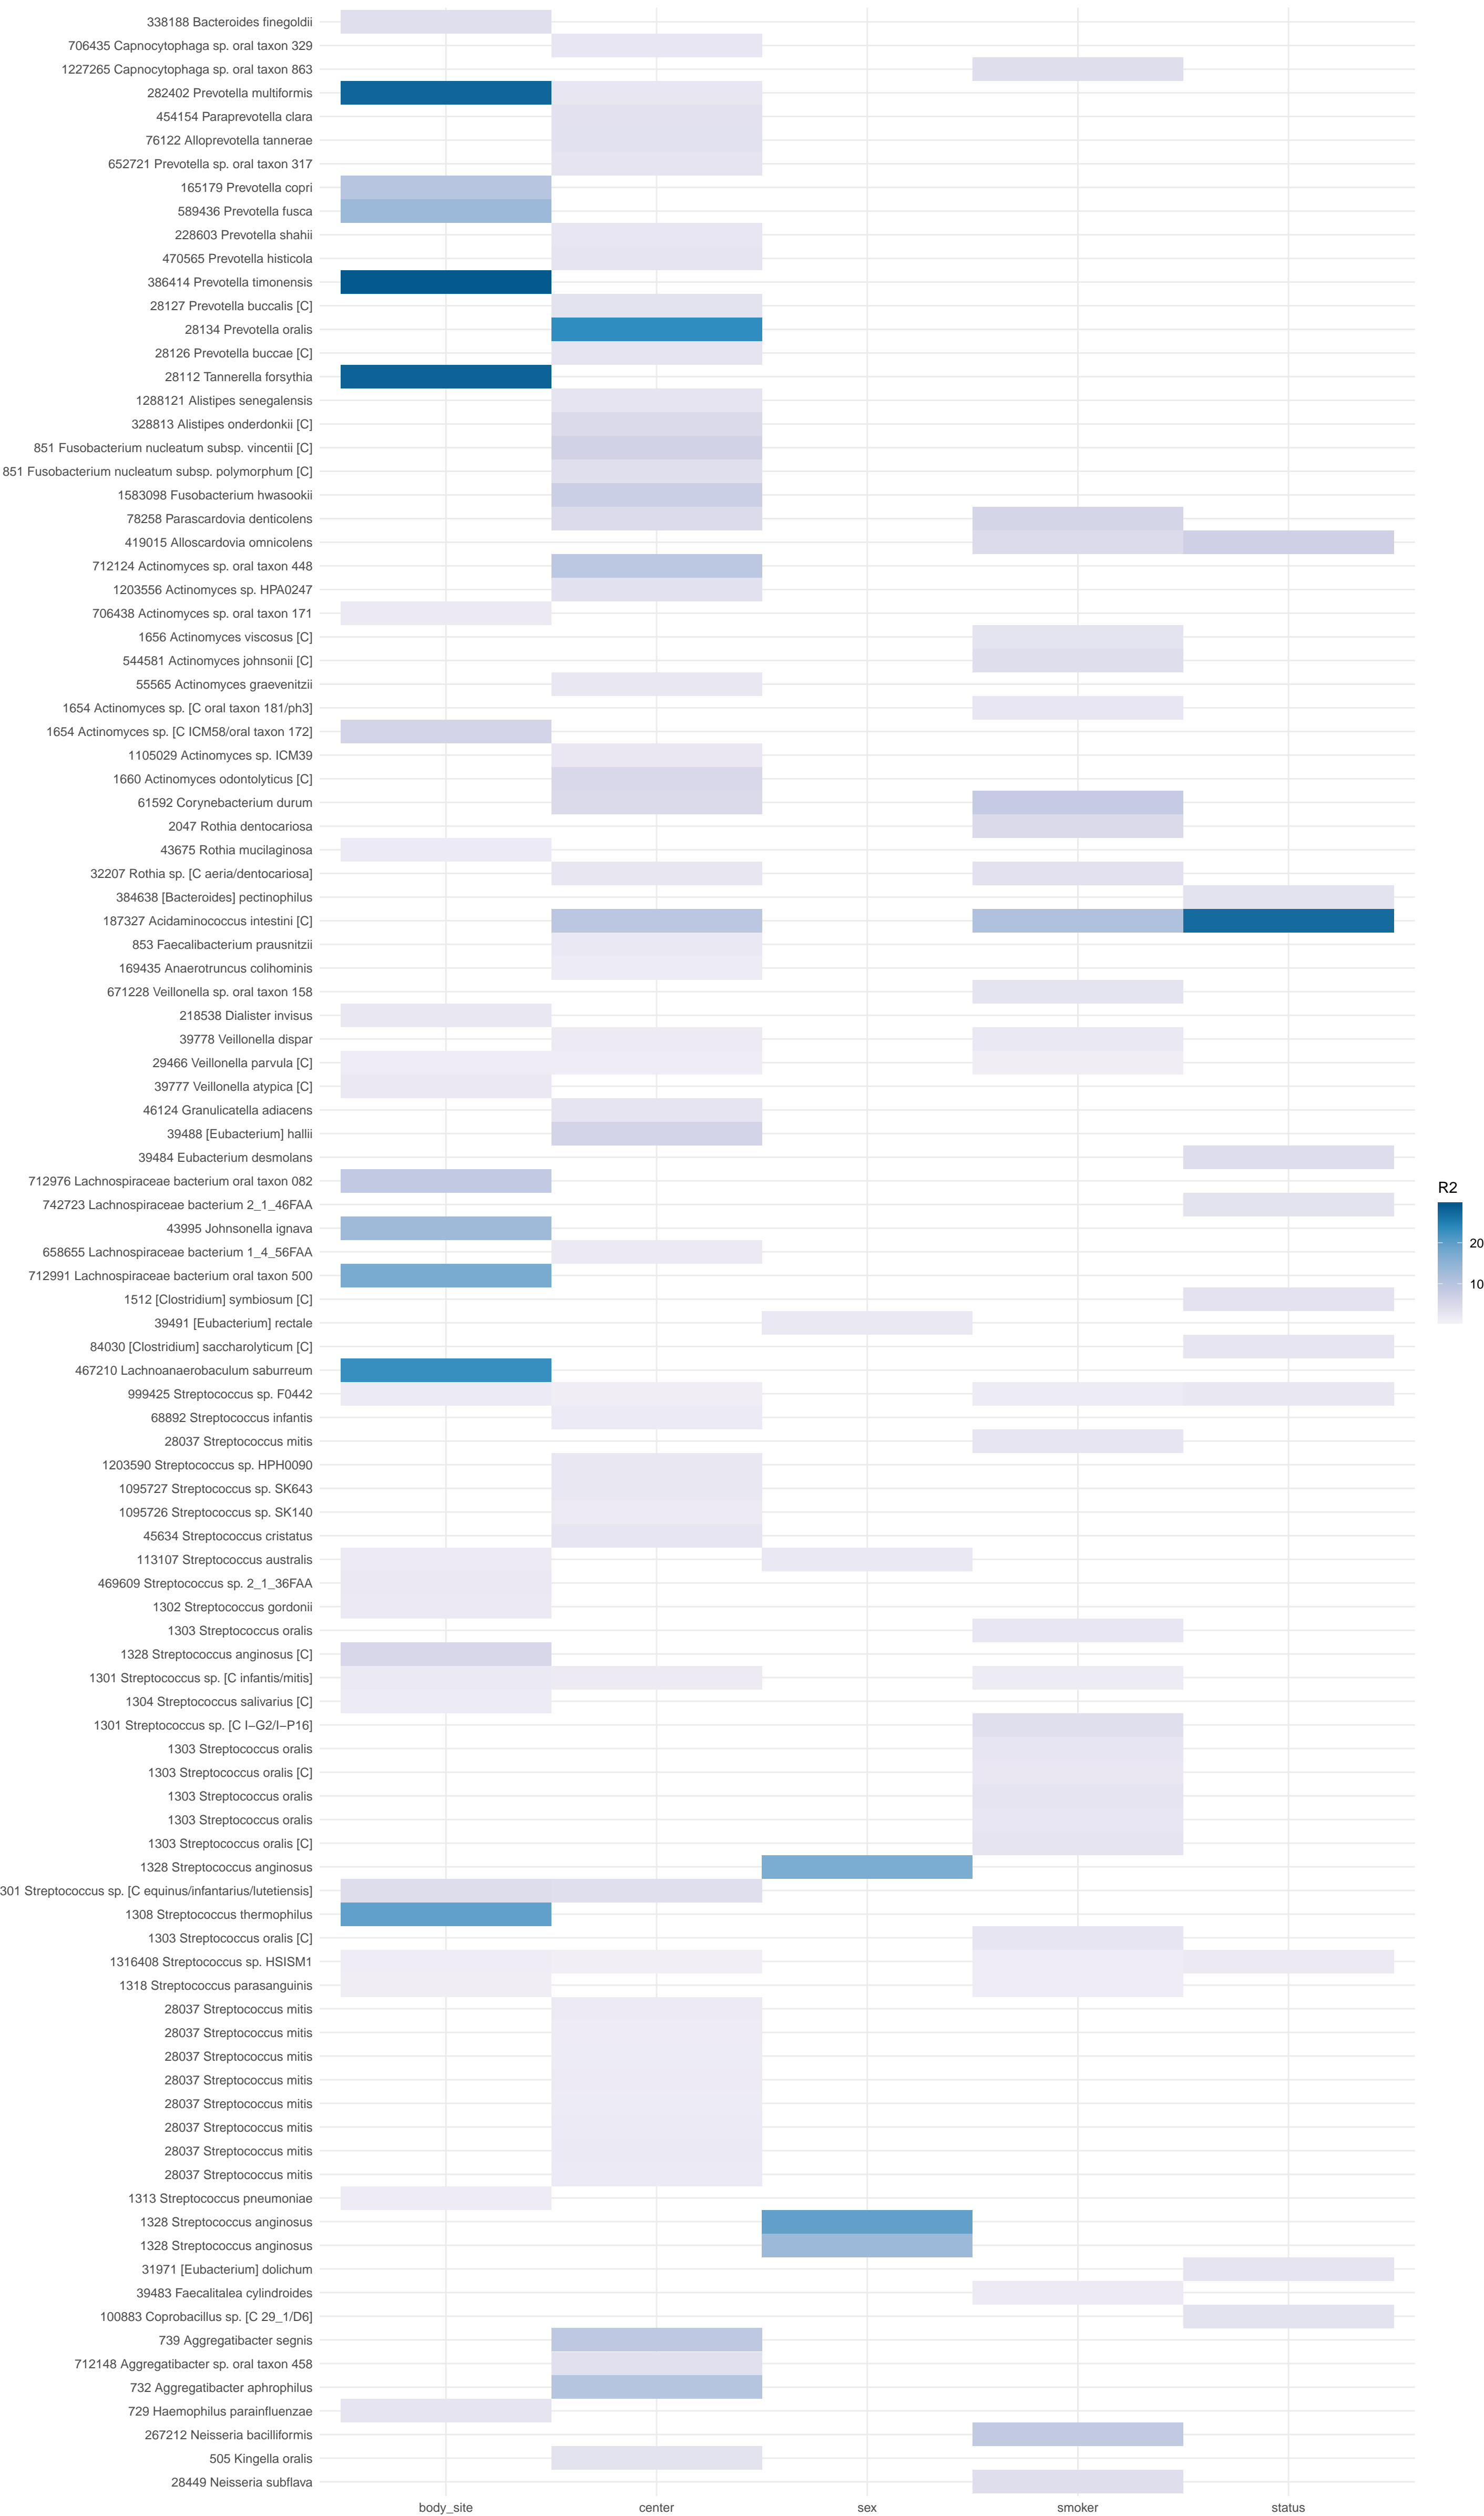 338188 Bacteroides finegoldii
706435 Capnocytophaga sp. oral taxon 329
1227265 Capnocytophaga sp. oral taxon 863
282402 Prevotella multiformis
454154 Paraprevotella clara
76122 Alloprevotella tannerae
652721 Prevotella sp. oral taxon 317
165179 Prevotella copri
589436 Prevotella fusca
228603 Prevotella shahii
470565 Prevotella histicola
386414 Prevotella timonensis
28127 Prevotella buccalis [C]
28134 Prevotella oralis
28126 Prevotella buccae [C]
28112 Tannerella forsythia
1288121 Alistipes senegalensis
328813 Alistipes onderdonkii [C]
851 Fusobacterium nucleatum subsp. vincentii [C]
851 Fusobacterium nucleatum subsp. polymorphum [C]
1583098 Fusobacterium hwasookii
78258 Parascardovia denticolens
419015 Alloscardovia omnicolens
712124 Actinomyces sp. oral taxon 448
1203556 Actinomyces sp. HPA0247
706438 Actinomyces sp. oral taxon 171
1656 Actinomyces viscosus [C]
544581 Actinomyces johnsonii [C]
55565 Actinomyces graevenitzii
1654 Actinomyces sp. [C oral taxon 181/ph3]
1654 Actinomyces sp. [C ICM58/oral taxon 172]
1105029 Actinomyces sp. ICM39
1660 Actinomyces odontolyticus [C]
61592 Corynebacterium durum
2047 Rothia dentocariosa
43675 Rothia mucilaginosa
32207 Rothia sp. [C aeria/dentocariosa]
384638 [Bacteroides] pectinophilus
187327 Acidaminococcus intestini [C]
853 Faecalibacterium prausnitzii
169435 Anaerotruncus colihominis
671228 Veillonella sp. oral taxon 158
218538 Dialister invisus
39778 Veillonella dispar
29466 Veillonella parvula [C]
39777 Veillonella atypica [C]
46124 Granulicatella adiacens
39488 [Eubacterium] hallii
39484 Eubacterium desmolans
712976 Lachnospiraceae bacterium oral taxon 082
742723 Lachnospiraceae bacterium 2_1_46FAA
43995 Johnsonella ignava
658655 Lachnospiraceae bacterium 1_4_56FAA
712991 Lachnospiraceae bacterium oral taxon 500
1512 [Clostridium] symbiosum [C]
39491 [Eubacterium] rectale
84030 [Clostridium] saccharolyticum [C]
467210 Lachnoanaerobaculum saburreum
999425 Streptococcus sp. F0442
68892 Streptococcus infantis
28037 Streptococcus mitis
1203590 Streptococcus sp. HPH0090
1095727 Streptococcus sp. SK643
1095726 Streptococcus sp. SK140
45634 Streptococcus cristatus
113107 Streptococcus australis
469609 Streptococcus sp. 2_1_36FAA
1302 Streptococcus gordonii
1303 Streptococcus oralis
1328 Streptococcus anginosus [C]
1301 Streptococcus sp. [C infantis/mitis]
1304 Streptococcus salivarius [C]
1301 Streptococcus sp. [C I−G2/I−P16]
1303 Streptococcus oralis
1303 Streptococcus oralis [C]
1303 Streptococcus oralis
1303 Streptococcus oralis
1303 Streptococcus oralis [C]
1328 Streptococcus anginosus
301 Streptococcus sp. [C equinus/infantarius/lutetiensis]
1308 Streptococcus thermophilus
1303 Streptococcus oralis [C]
1316408 Streptococcus sp. HSISM1
1318 Streptococcus parasanguinis
28037 Streptococcus mitis
28037 Streptococcus mitis
28037 Streptococcus mitis
28037 Streptococcus mitis
28037 Streptococcus mitis
28037 Streptococcus mitis
28037 Streptococcus mitis
28037 Streptococcus mitis
1313 Streptococcus pneumoniae
1328 Streptococcus anginosus
1328 Streptococcus anginosus
31971 [Eubacterium] dolichum
39483 Faecalitalea cylindroides
100883 Coprobacillus sp. [C 29_1/D6]
739 Aggregatibacter segnis
712148 Aggregatibacter sp. oral taxon 458
732 Aggregatibacter aphrophilus
729 Haemophilus parainfluenzae
267212 Neisseria bacilliformis
505 Kingella oralis
28449 Neisseria subflava
body_site center sex smoker status
R2
20
10